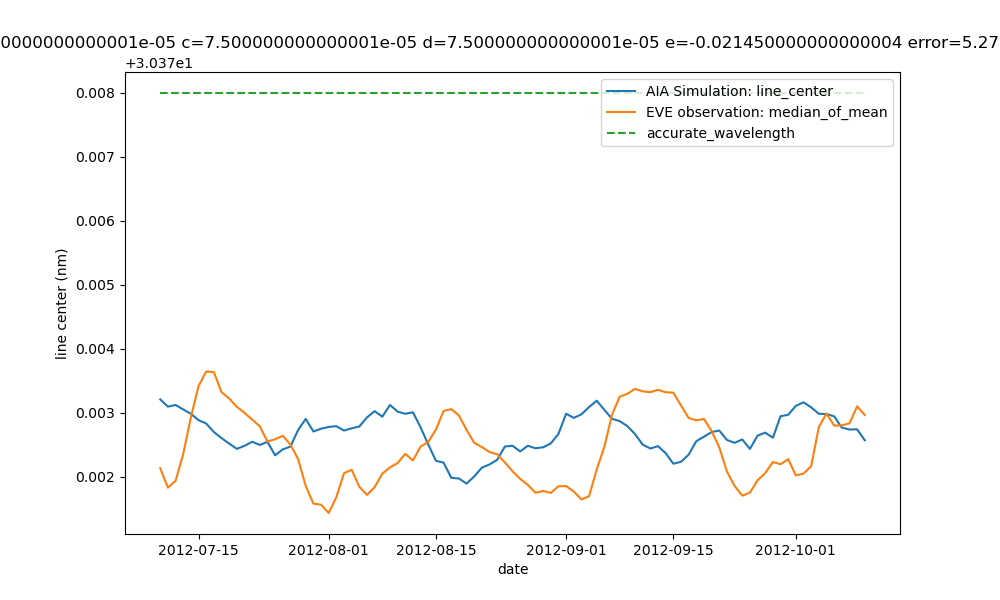 0000000000000001e-05 c=7.500000000000001e-05 d=7.500000000000001e-05 e=-0.021450000000000004 error=5.27
+3.037e1
0.008
0.007
0.006
0.005
0.004
0.003
0.002
line center (nm)
AIA Simulation: line_center
EVE observation: median_of_mean
accurate_wavelength
2012-07-15
2012-08-01
2012-08-15
2012-09-01
2012-09-15
2012-10-01
date